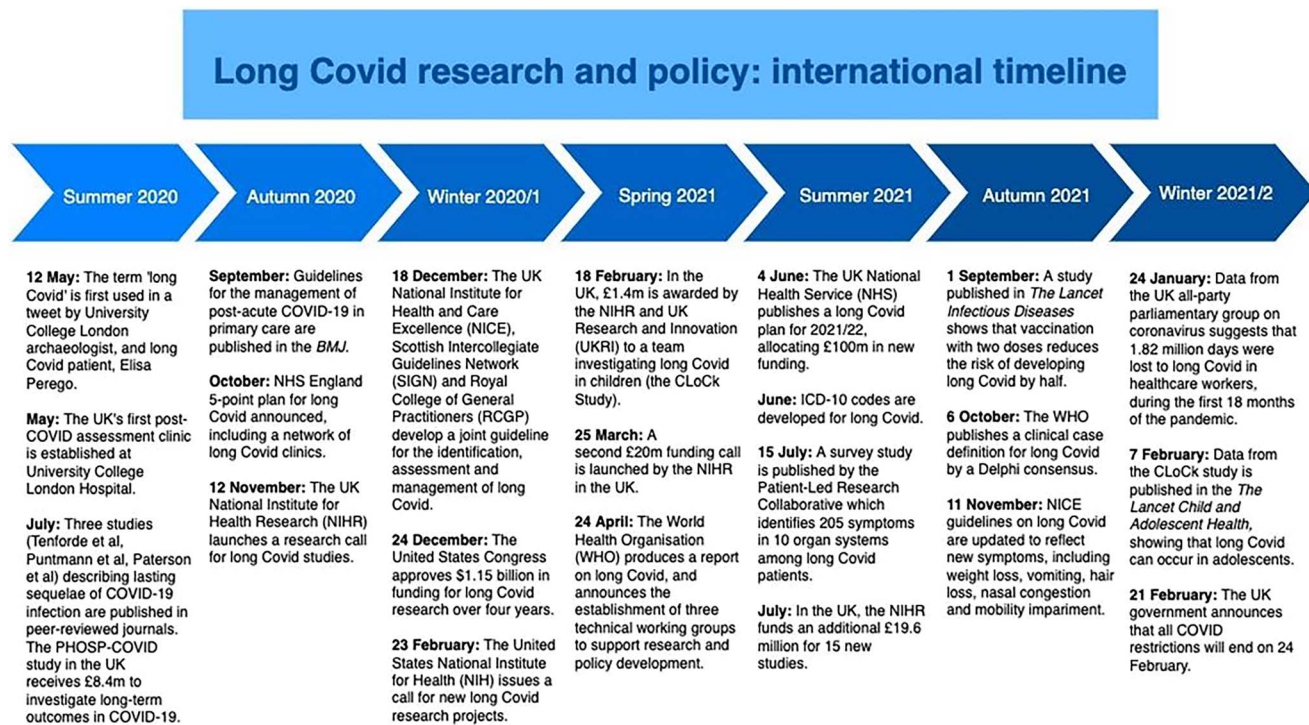 Long Covid research and policy: international timeline
Summer 2020
Autumn 2020
Winter 2020/1
Spring 2021
Summer 2021
Autumn 2021
Winter 2021/2
12 May: The term 'long
Covid' is first used in a
tweet by University
College London
archaeologist, and long
Covid patient, Elisa
Perego.
May: The UK's first post-
COVID assessment clinic
is established at
University College
London Hospital.
July: Three studies
(Tenforde et al,
Puntmann et al, Paterson
et al) describing lasting
sequelae of COVID-19
infection are published in
peer-reviewed journals.
The PHOSP-COVID
study in the UK
receives £8.4m to
investigate long-term
outcomes in COVID-19.
September: Guidelines
for the management of
post-acute COVID-19 in
primary care are
published in the BMJ.
October: NHS England
5-point plan for long
Covid announced,
including a network of
long Covid clinics.
12 November: The UK
National Institute for
Health Research (NIHR)
launches a research call
for long Covid studies.
18 December: The UK
National Institute for
Health and Care
Excellence (NICE),
Scottish Intercollegiate
Guidelines Network
(SIGN) and Royal
College of General
Practitioners (RCGP)
develop a joint guideline
for the identification,
assessment and
management of long
Covid.
24 December: The
United States Congress
approves $1.15 billion in
funding for long Covid
research over four years.
23 February: The United
States National Institute
for Health (NIH) issues a
call for new long Covid
research projects.
18 February: In the
UK, £1.4m is awarded by
the NIHR and UK
Research and Innovation
(UKRI) to a team
investigating long Covid
in children (the CLoCk
Study).
25 March: A
second £20m funding call
is launched by the NIHR
in the UK.
24 April: The World
Health Organisation
(WHO) produces a report
on long Covid, and
announces the
establishment of three
technical working groups
to support research and
policy development.
4 June: The UK National
Health Service (NHS)
publishes a long Covid
plan for 2021/22,
allocating £100m in new
funding.
June: ICD-10 codes are
developed for long Covid.
15 July: A survey study
is published by the
Patient-Led Research
Collaborative which
identifies 205 symptoms
in 10 organ systems
among long Covid
patients.
July: In the UK, the NIHR
funds an additional £19.6
million for 15 new
studies.
1 September: A study
published in The Lancet
Infectious Diseases
shows that vaccination
with two doses reduces
the risk of developing
long Covid by half.
6 October: The WHO
publishes a clinical case
definition for long Covid
by a Delphi consensus.
11 November: NICE
guidelines on long Covid
are updated to reflect
new symptoms, including
weight loss, vomiting, hair
loss, nasal congestion
and mobility impariment.
24 January: Data from
the UK all-party
parliamentary group on
coronavirus suggests that
1.82 million days were
lost to long Covid in
healthcare workers,
during the first 18 months
of the pandemic.
7 February: Data from
the CLoCk study is
published in the The
Lancet Child and
Adolescent Health,
showing that long Covid
can occur in adolescents.
21 February: The UK
government announces
that all COVID
restrictions will end on 24
February.